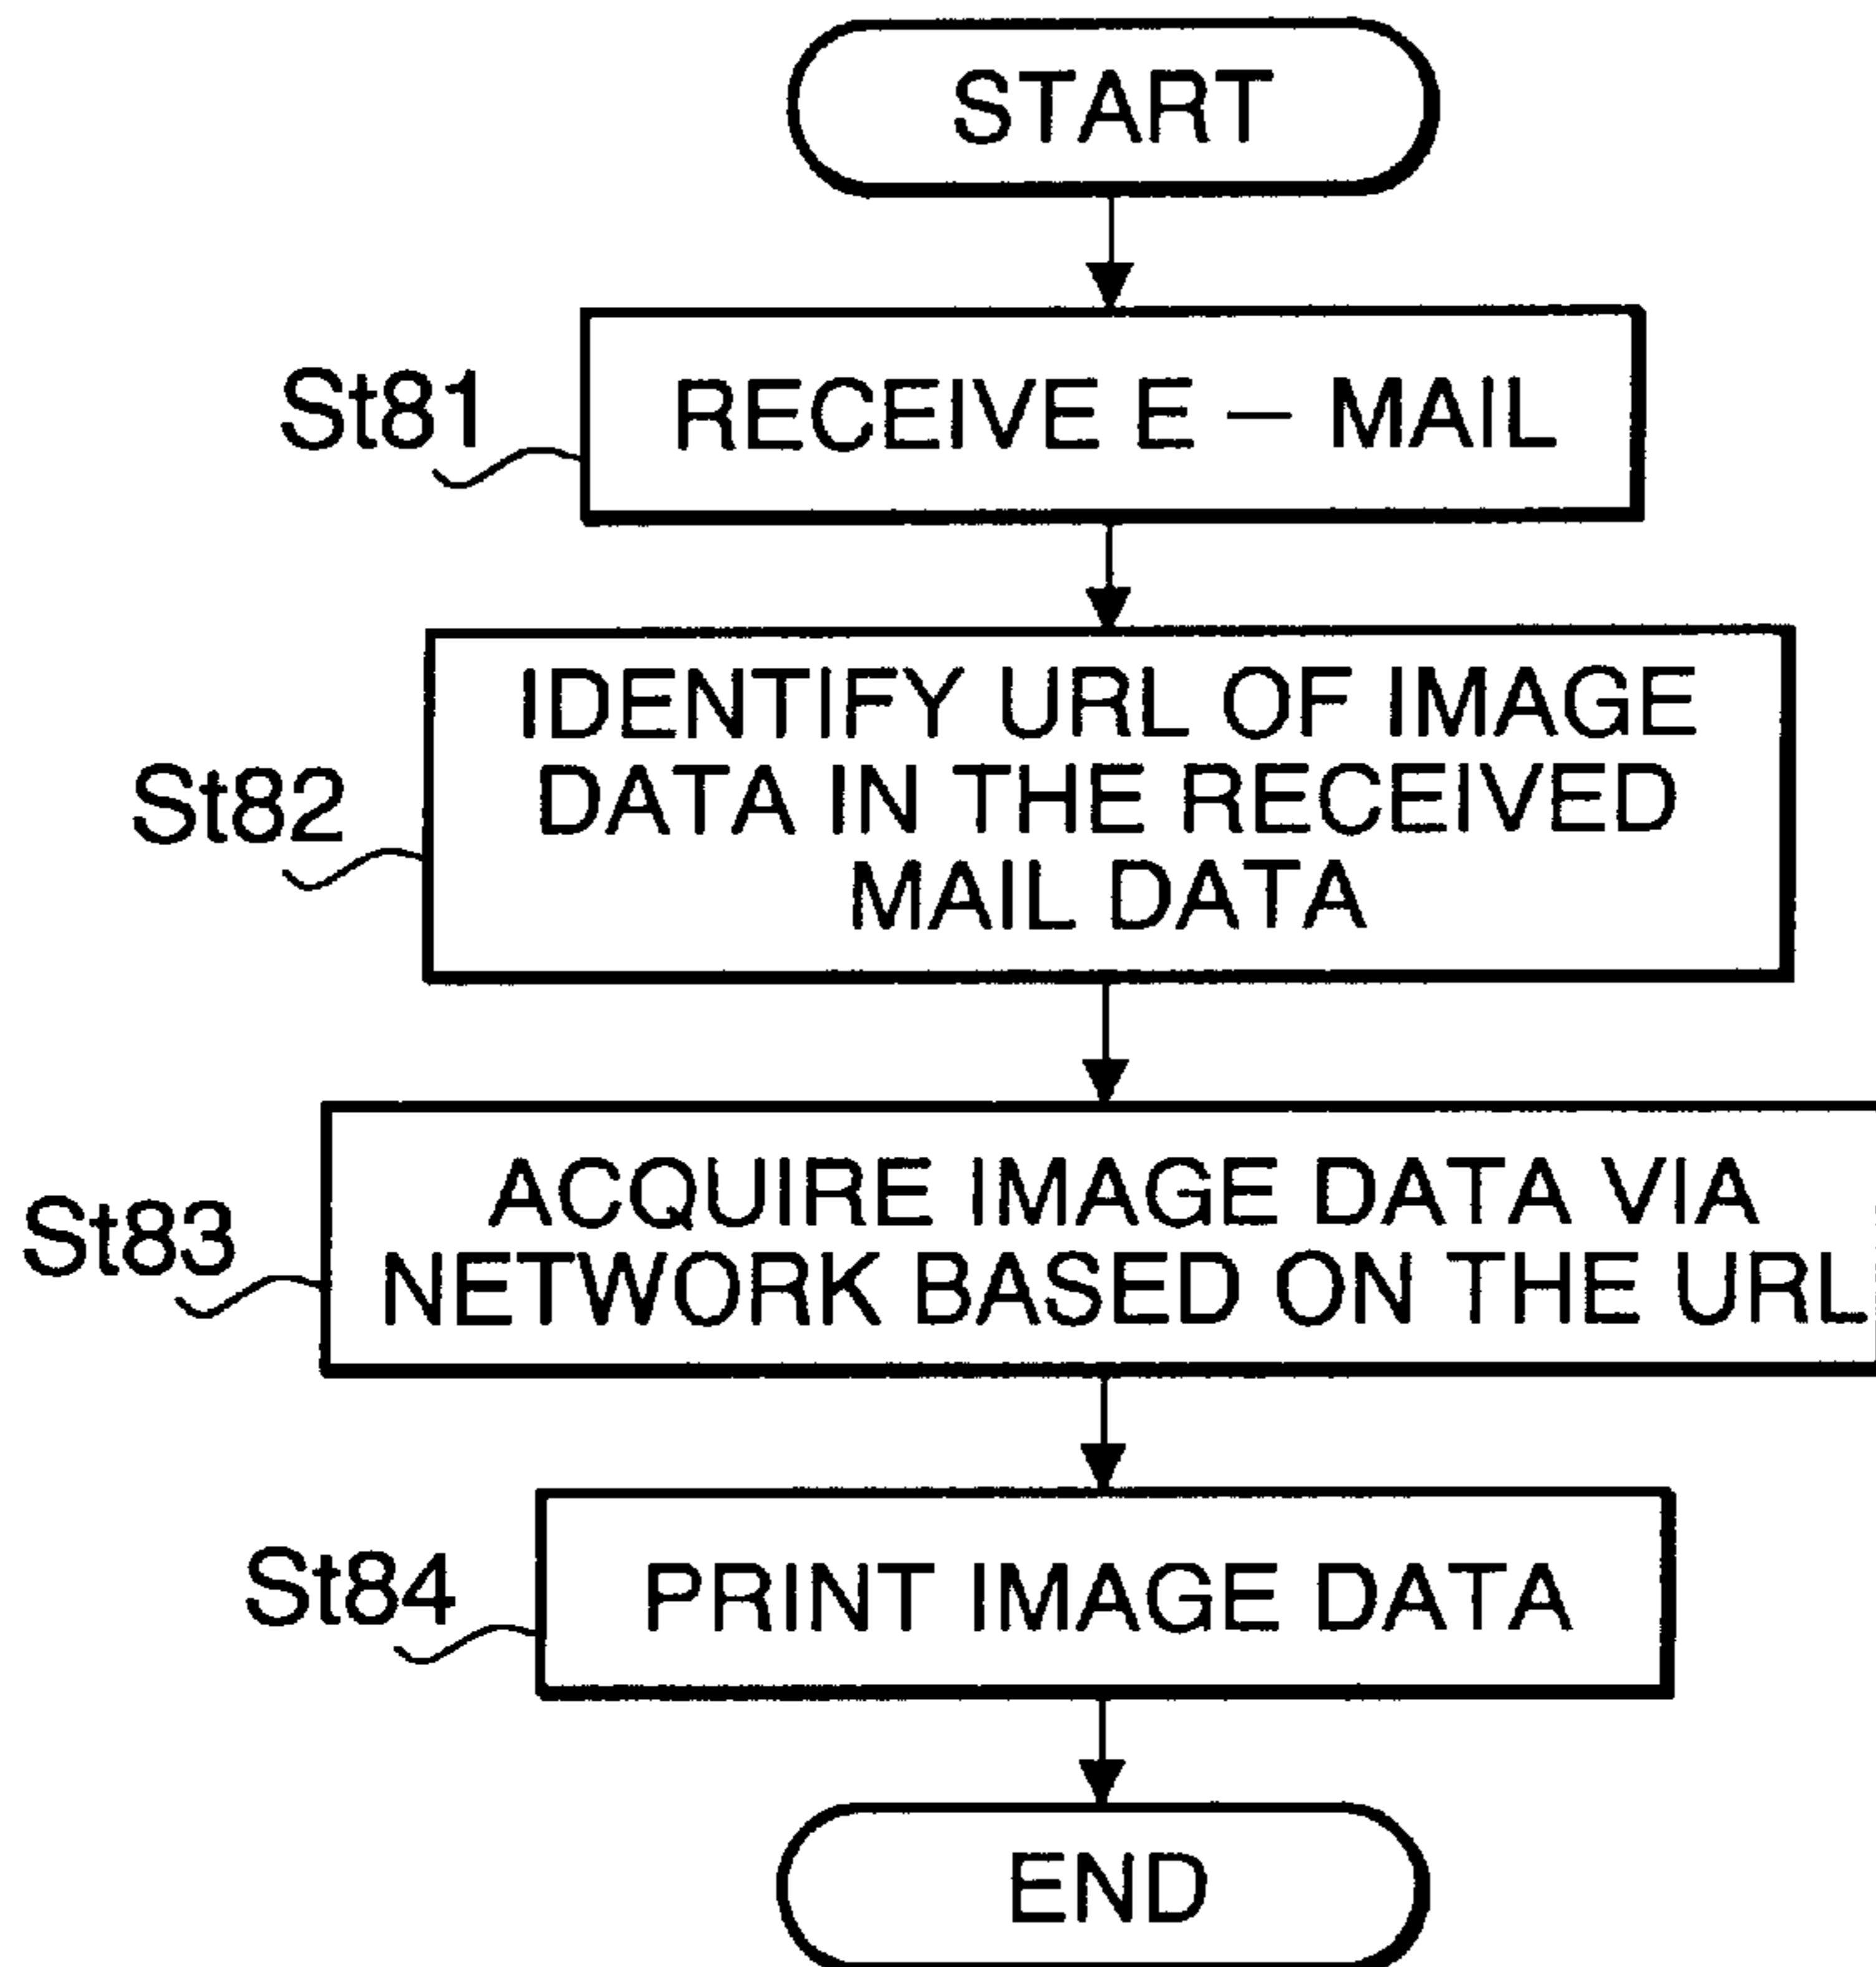 START
St81
RECEIVE E — MAIL
St82
IDENTIFY URL OF IMAGE
DATA IN THE RECEIVED
MAIL DATA
St83
ACQUIRE IMAGE DATA VIA
NETWORK BASED ON THE URL
St84
PRINT IMAGE DATA
END